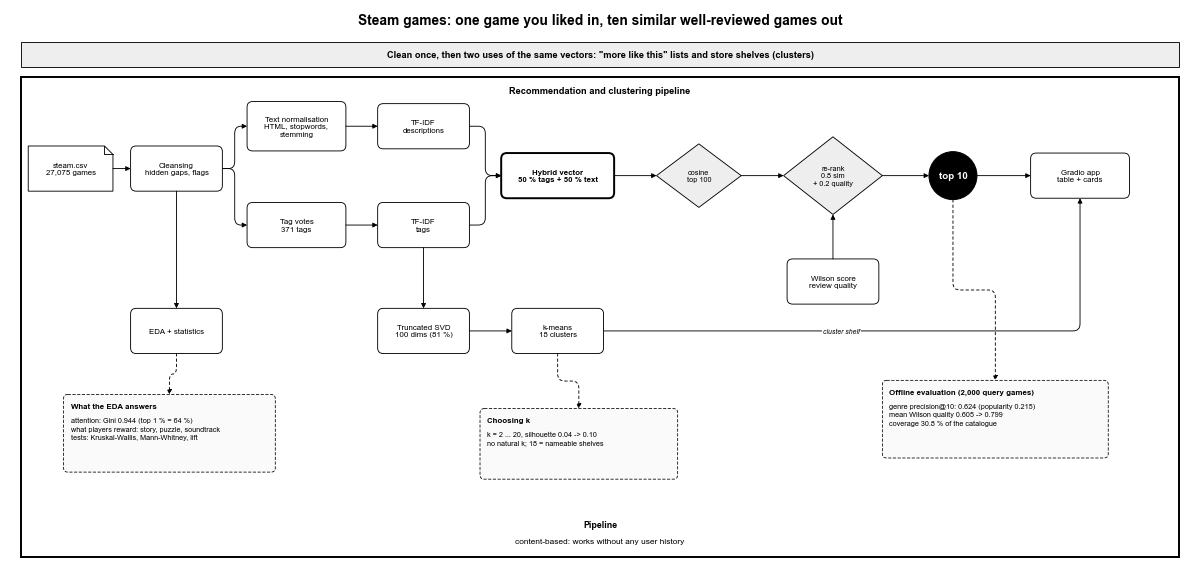 Steam games: one game you liked in, ten similar well-reviewed games out
Clean once, then two uses of the same vectors: "more like this" lists and store shelves (clusters)
Recommendation and clustering pipeline
steam.csv
27,075 games
Cleansing
hidden gaps, flags
Text normalisation
HTML, stopwords,
stemming
TF-IDF
descriptions
Tag votes
371 tags
TF-IDF
tags
Hybrid vector
50 % tags + 50 % text
cosine
top 100
re-rank
0.8 sim
+ 0.2 quality
top 10
Gradio app
table + cards
Wilson score
review quality
EDA + statistics
Truncated SVD
100 dims (81 %)
k-means
18 clusters
cluster shelf
What the EDA answers
attention: Gini 0.944 (top 1 % = 64 %)
what players reward: story, puzzle, soundtrack
tests: Kruskal-Wallis, Mann-Whitney, lift
Choosing k
k = 2 ... 20, silhouette 0.04 -> 0.10
no natural k; 18 = nameable shelves
Offline evaluation (2,000 query games)
genre precision@10: 0.624 (popularity 0.215)
mean Wilson quality 0.605 -> 0.799
coverage 30.8 % of the catalogue
Pipeline
content-based: works without any user history